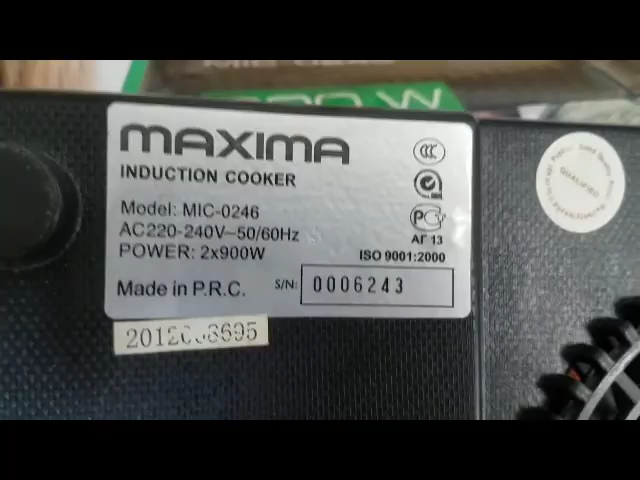 MAXIMA
INDUCTION COOKER
Model: MIC-0246
AC220-240V~50/60Hz
POWER: 2x900W
АГ 13
ISO 9001:2000
Made in P.R.C.
S/N: 0006243
QUALIFIED